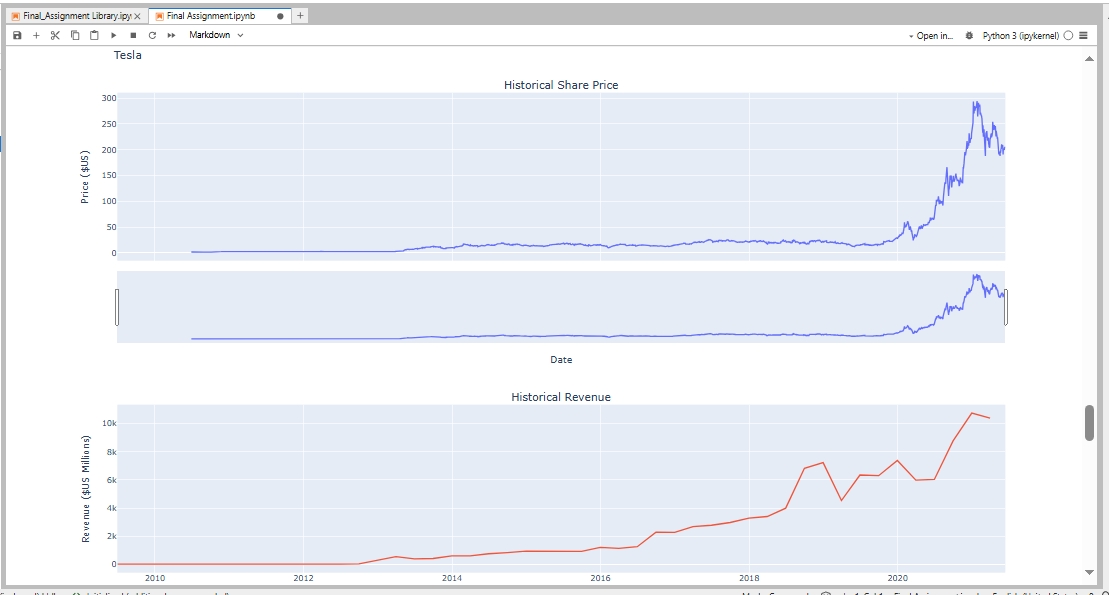 Final_Assignment Library.ipyn
Final Assignment.ipynb
Markdown
Open in...
Python 3 (ipykernel)
Tesla
Historical Share Price
300
250
200
150
100
50
0
Price ($US)
Date
Historical Revenue
10k
8k
6k
4k
2k
0
Revenue ($US Millions)
2010 2012 2014 2016 2018 2020